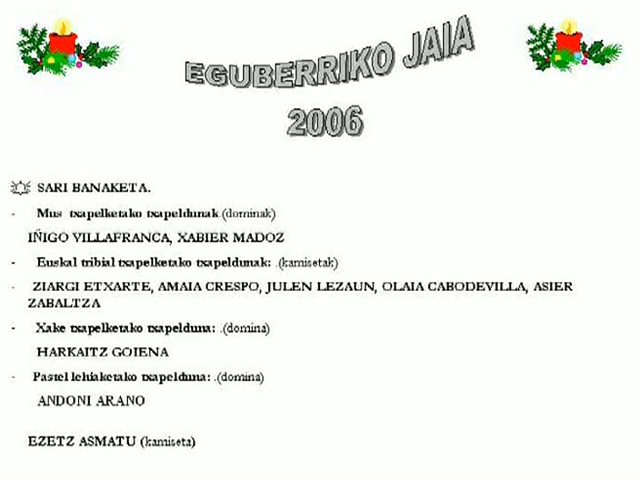 EGUBERRIKO JAIA
2006
SARI BANAKETA.
- Mus txapelketako txapeldunak.(dominak)
IÑIGO VILLAFRANCA, XABIER MADOZ
- Euskal tribial txapelketako txapeldunak: .(kamisetak)
- ZIARGI ETXARTE, AMAIA CRESPO, JULEN LEZAUN, OLAIA CABODEVILLA, ASIER
ZABALTZA
- Xake txapelketako txapelduna: .(domina)
HARKAITZ GOIENA
- Pastel lehiaketako txapelduna: .(domina)
ANDONI ARANO
EZETZ ASMATU (kamiseta)